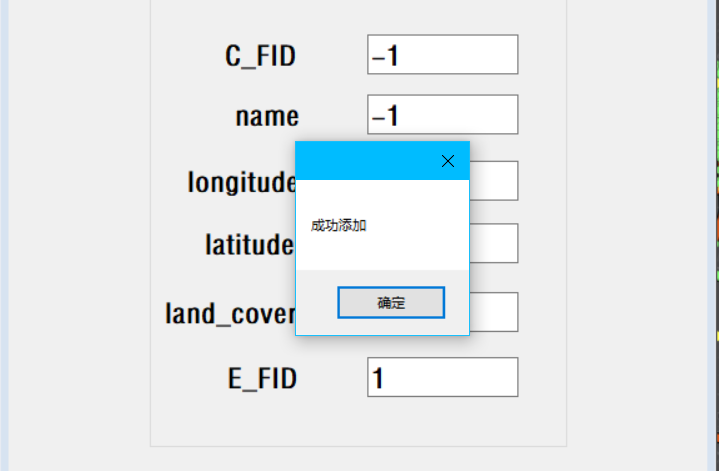 C_FID –1
name –1
longitude
成功添加
latitude
确定
land_cover
E_FID 1